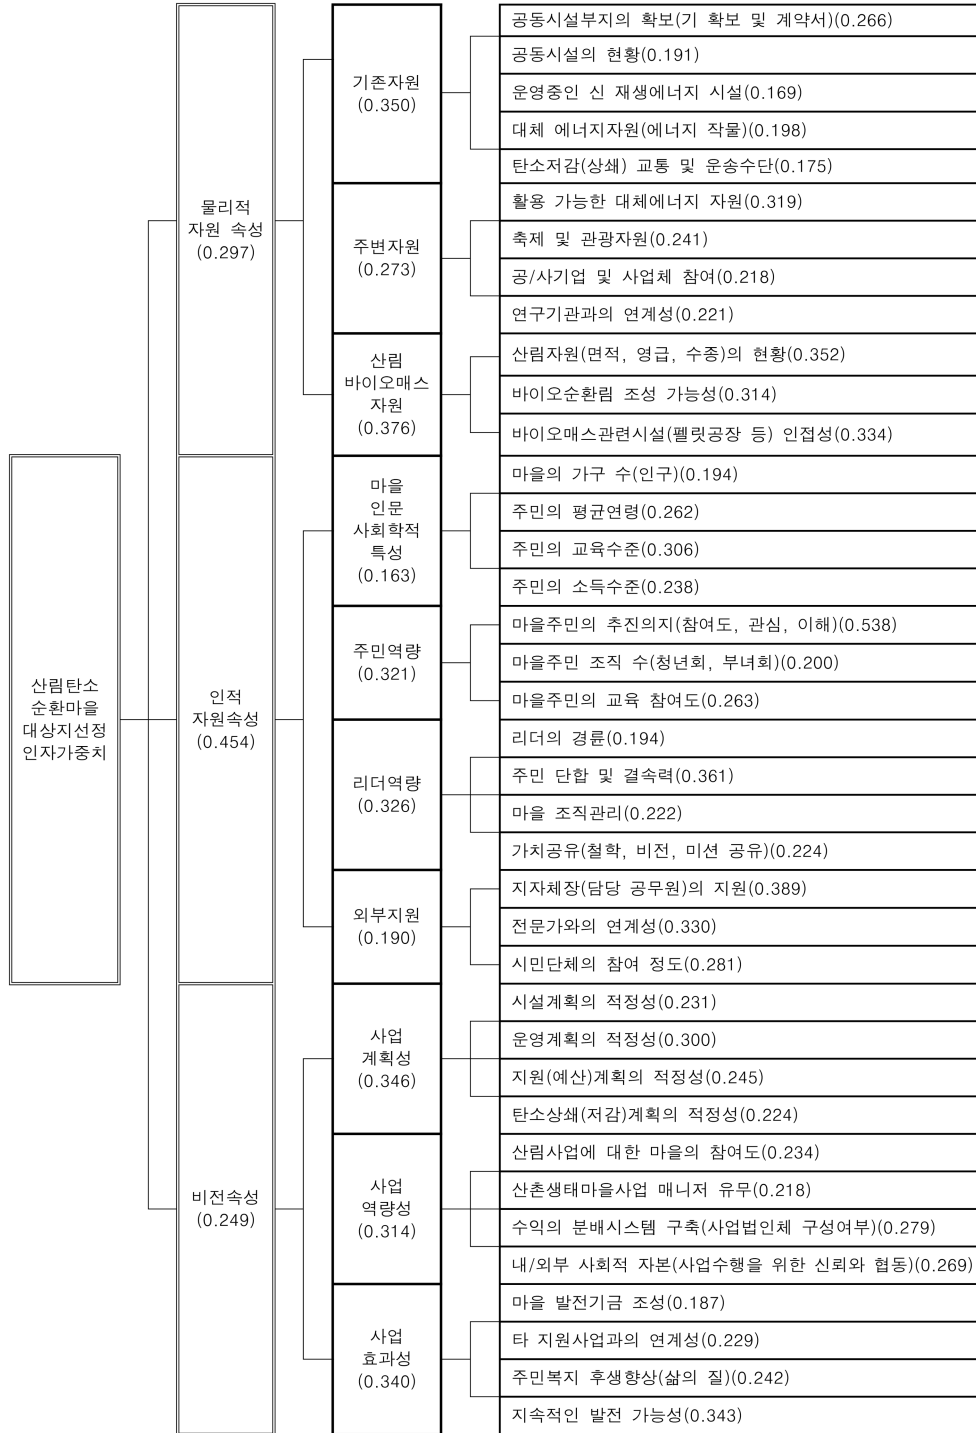 산림탄소
순환마을
대상지선정
인자가중치
물리적
자원 속성
(0.297)
기존자원
(0.350)
공동시설부지의 확보(기 확보 및 계약서)(0.266)
공동시설의 현황(0.191)
운영중인 신 재생에너지 시설(0.169)
대체 에너지자원(에너지 작물)(0.198)
탄소저감(상쇄) 교통 및 운송수단(0.175)
주변자원
(0.273)
활용 가능한 대체에너지 자원(0.319)
축제 및 관광자원(0.241)
공/사기업 및 사업체 참여(0.218)
연구기관과의 연계성(0.221)
산림
바이오매스
자원
(0.376)
산림자원(면적, 영급, 수종)의 현황(0.352)
바이오순환림 조성 가능성(0.314)
바이오매스관련시설(펠릿공장 등) 인접성(0.334)
인적
자원속성
(0.454)
마을
인문
사회학적
특성
(0.163)
마을의 가구 수(인구)(0.194)
주민의 평균연령(0.262)
주민의 교육수준(0.306)
주민의 소득수준(0.238)
주민역량
(0.321)
마을주민의 추진의지(참여도, 관심, 이해)(0.538)
마을주민 조직 수(청년회, 부녀회)(0.200)
마을주민의 교육 참여도(0.263)
리더역량
(0.326)
리더의 경륜(0.194)
주민 단합 및 결속력(0.361)
마을 조직관리(0.222)
가치공유(철학, 비전, 미션 공유)(0.224)
외부지원
(0.190)
지자체장(담당 공무원)의 지원(0.389)
전문가와의 연계성(0.330)
시민단체의 참여 정도(0.281)
비전속성
(0.249)
사업
계획성
(0.346)
시설계획의 적정성(0.231)
운영계획의 적정성(0.300)
지원(예산)계획의 적정성(0.245)
탄소상쇄(저감)계획의 적정성(0.224)
사업
역량성
(0.314)
산림사업에 대한 마을의 참여도(0.234)
산촌생태마을사업 매니저 유무(0.218)
수익의 분배시스템 구축(사업법인체 구성여부)(0.279)
내/외부 사회적 자본(사업수행을 위한 신뢰와 협동)(0.269)
사업
효과성
(0.340)
마을 발전기금 조성(0.187)
타 지원사업과의 연계성(0.229)
주민복지 후생향상(삶의 질)(0.242)
지속적인 발전 가능성(0.343)